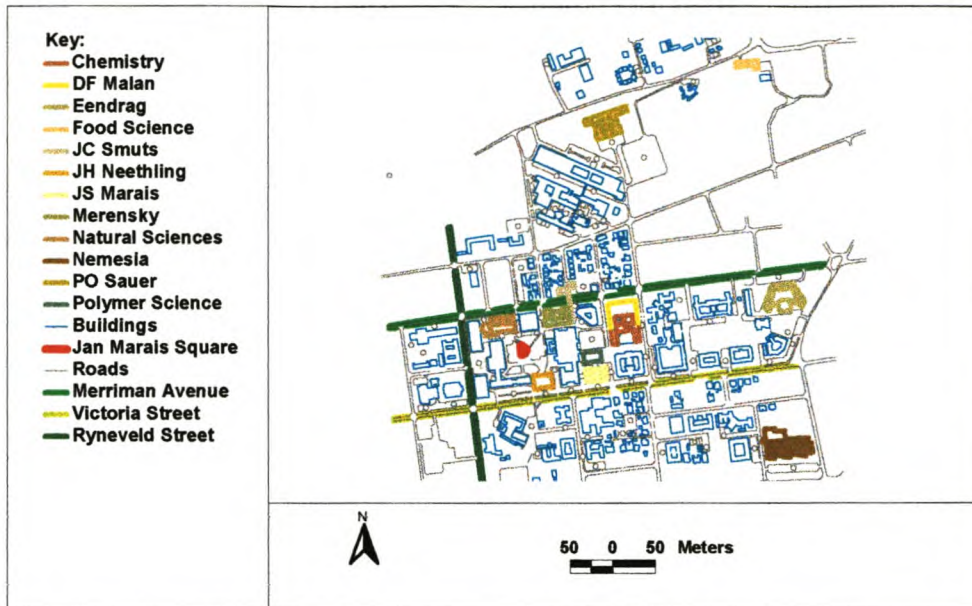 Key:
Chemistry
DF Malan
Eendrag
Food Science
JC Smuts
JH Neethling
JS Marais
Merensky
Natural Sciences
Nemesia
PO Sauer
Polymer Science
Buildings
Jan Marais Square
Roads
Merriman Avenue
Victoria Street
Ryneveld Street
N
50 0 50 Meters